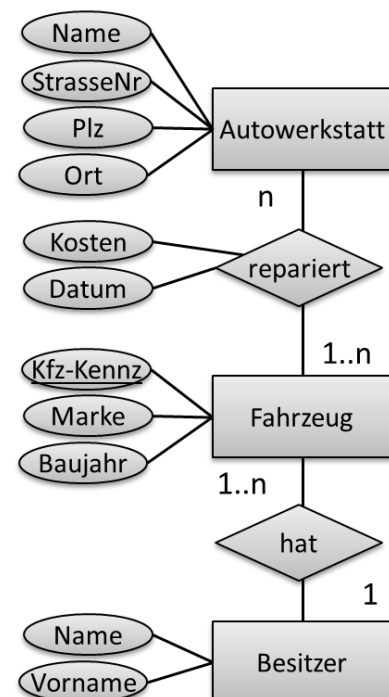 Name
StrasseNr
Plz
Ort
Autowerkstatt
n
Kosten
Datum
repariert
1..n
Kfz-Kennz
Marke
Baujahr
Fahrzeug
1..n
hat
1
Name
Vorname
Besitzer